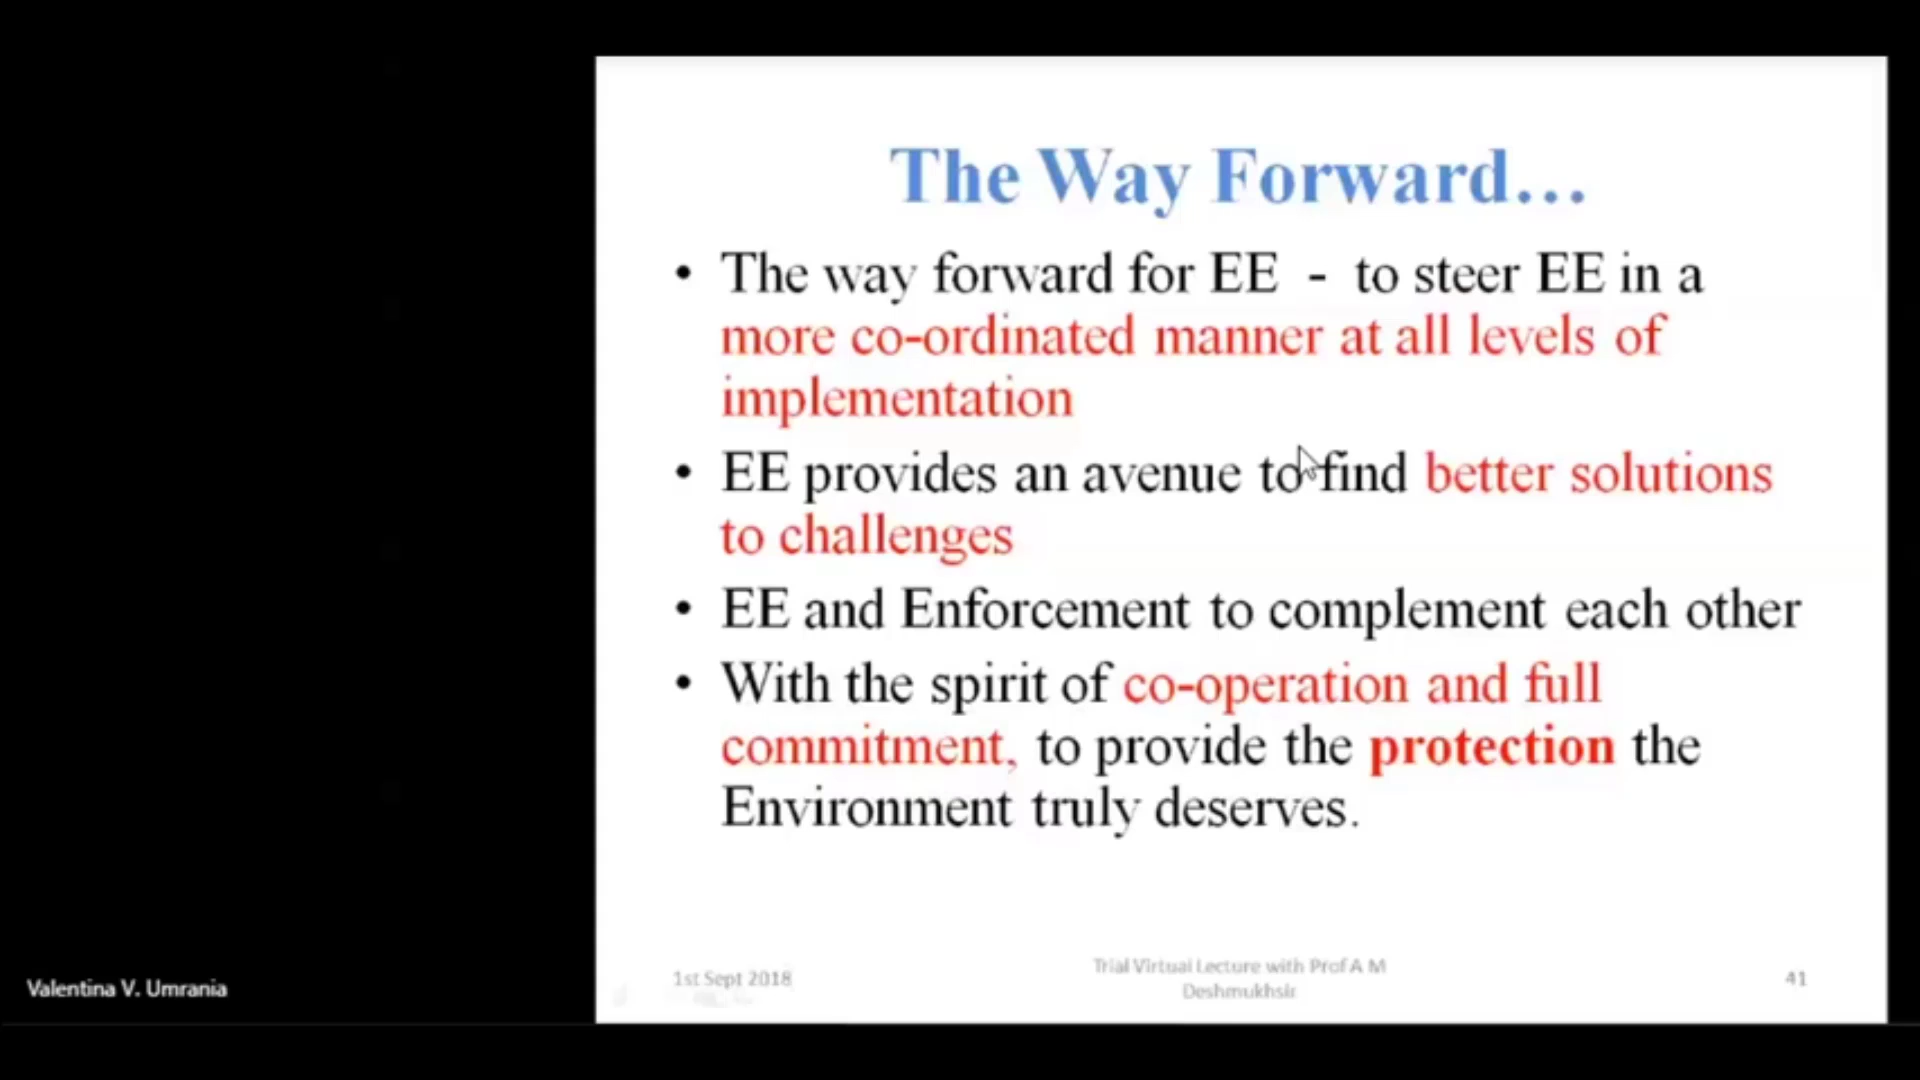 The Way Forward...
• The way forward for EE - to steer EE in a
more co-ordinated manner at all levels of
implementation
• EE provides an avenue to find better solutions
to challenges
• EE and Enforcement to complement each other
• With the spirit of co-operation and full
commitment, to provide the protection the
Environment truly deserves.
1st Sept 2018
Trial Virtual Lecture with Prof A M
Deshmukhsir
41
Valentina V. Umrania